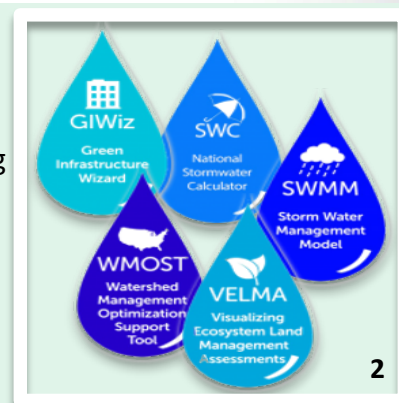 g
GIWiz
Green
Infrastructure
Wizard
SWC
National
Stormwater
Calculator
SWMM
Storm Water
Management
Model
WMOST
Watershed
Management
Optimization
Support
Tool
VELMA
Visualizing
Ecosystem Land
Management
Assessments
2